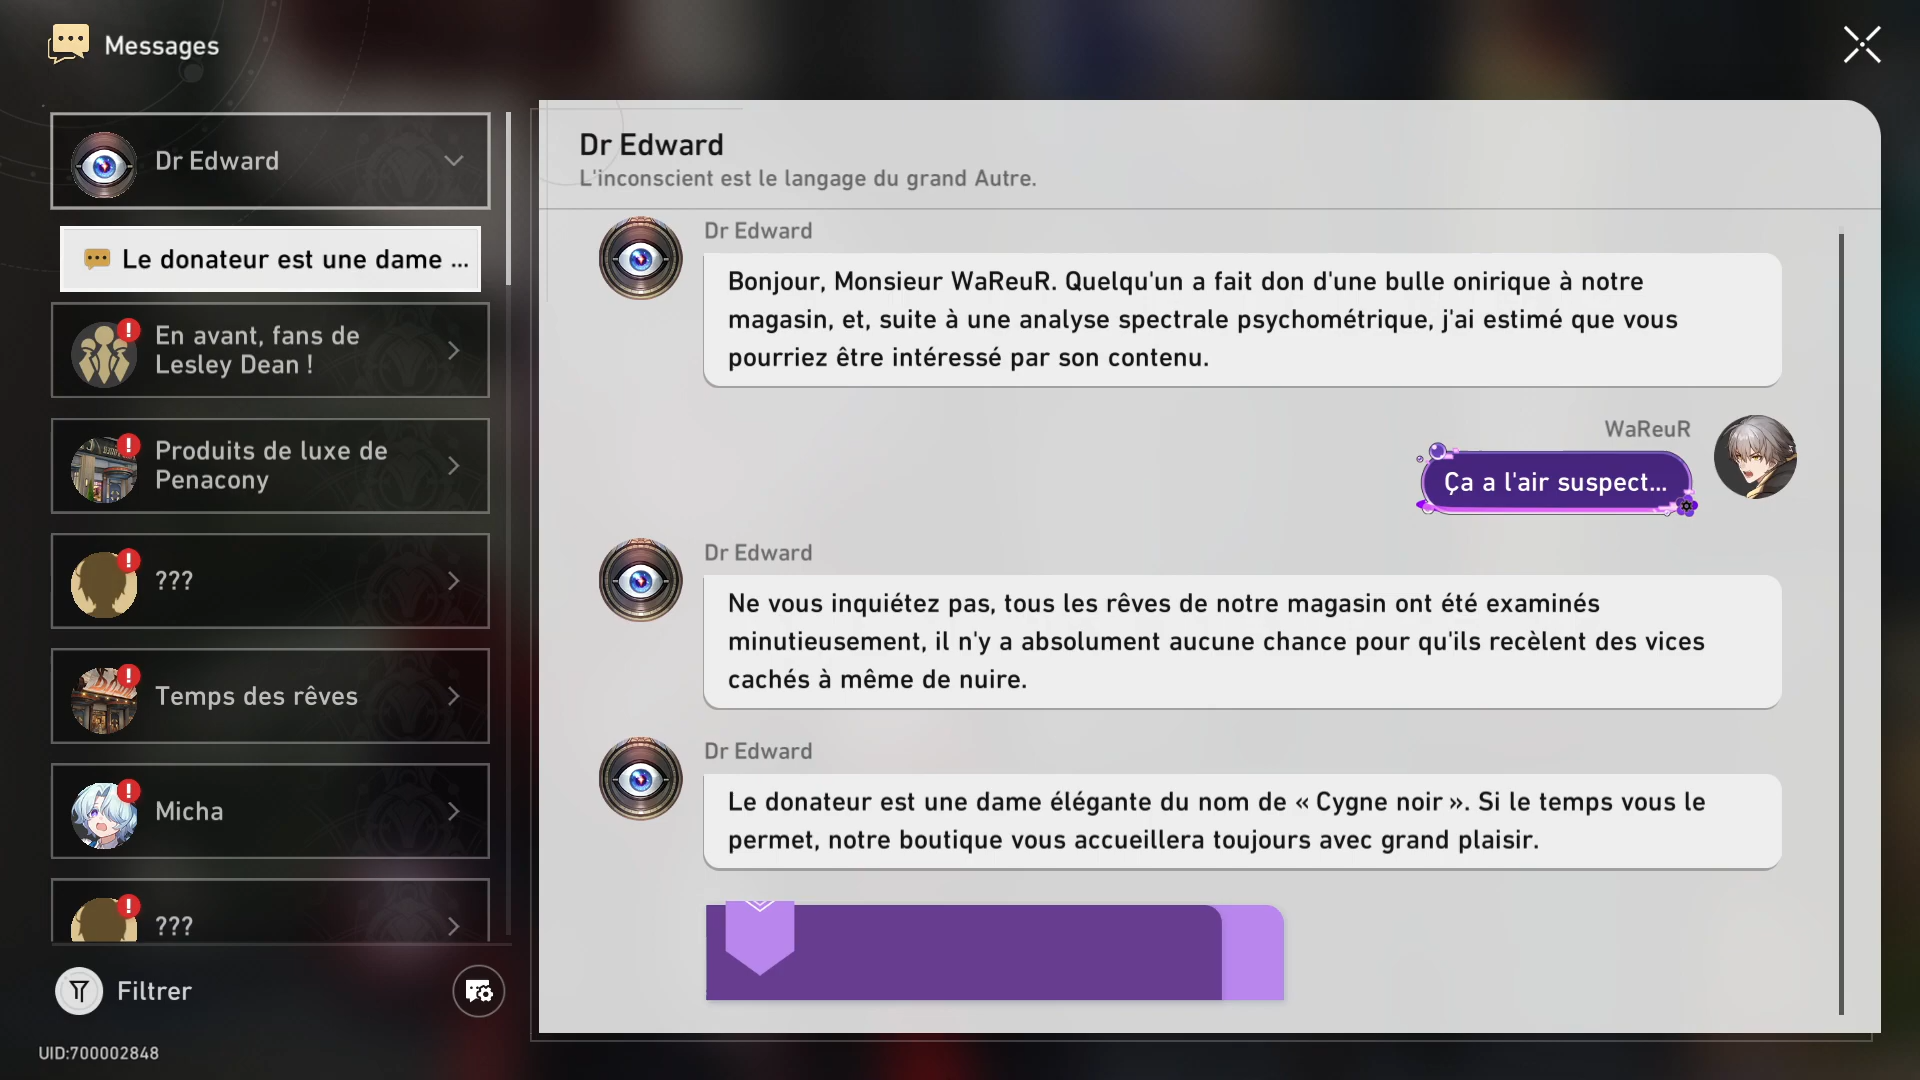 Messages
Dr Edward
Le donateur est une dame ...
En avant, fans de
Lesley Dean !
Produits de luxe de
Penacony
???
Temps des rêves
Micha
???
Filtrer
UID:700002848
Dr Edward
L'inconscient est le langage du grand Autre.
Dr Edward
Bonjour, Monsieur WaReuR. Quelqu'un a fait don d'une bulle onirique à notre
magasin, et, suite à une analyse spectrale psychométrique, j'ai estimé que vous
pourriez être intéressé par son contenu.
WaReuR
Ça a l'air suspect...
Dr Edward
Ne vous inquiétez pas, tous les rêves de notre magasin ont été examinés
minutieusement, il n'y a absolument aucune chance pour qu'ils recèlent des vices
cachés à même de nuire.
Dr Edward
Le donateur est une dame élégante du nom de « Cygne noir ». Si le temps vous le
permet, notre boutique vous accueillera toujours avec grand plaisir.